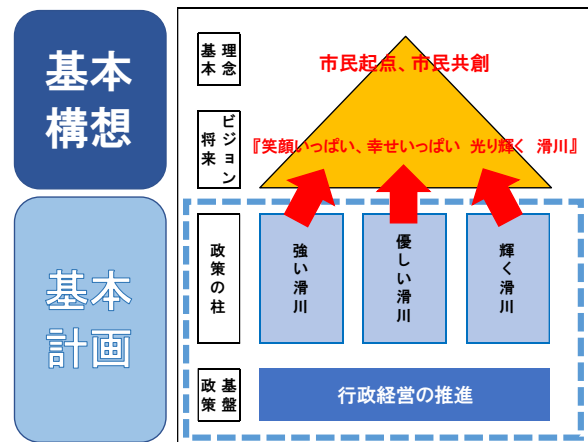 基本
構想
基本
理念
市民起点、市民共創
将来
ビジョン
『笑顔いっぱい、幸せいっぱい 光り輝く 滑川』
基本
計画
政策の柱
強い滑川
優しい滑川
輝く滑川
政策
基盤
行政経営の推進